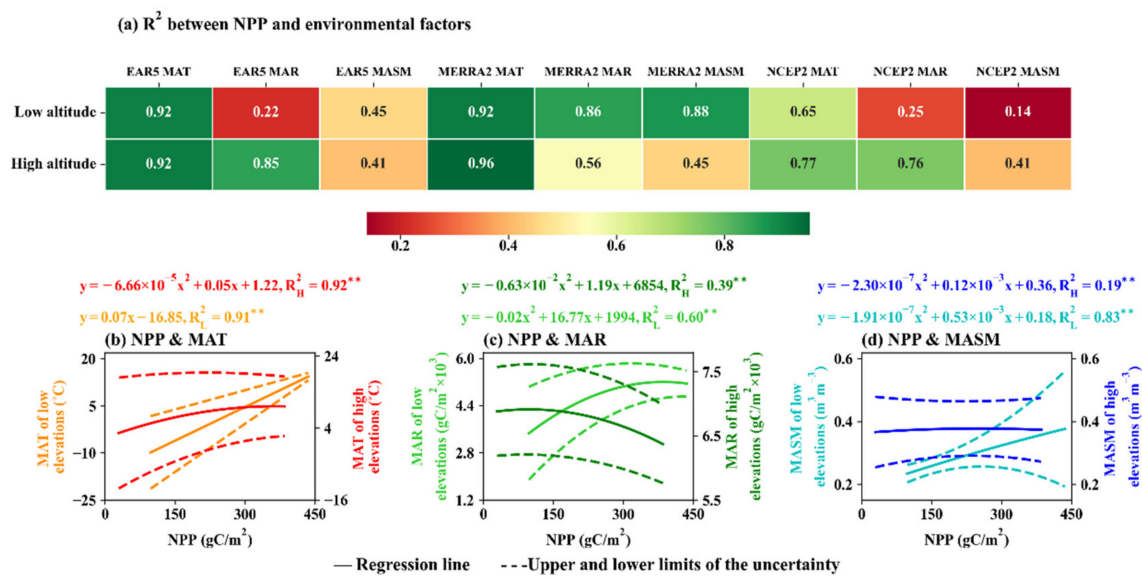 (a) R² between NPP and environmental factors
EAR5 MAT EAR5 MAR EAR5 MASM MERRA2 MAT MERRA2 MAR MERRA2 MASM NCEP2 MAT NCEP2 MAR NCEP2 MASM
Low altitude 0.92 0.22 0.45 0.92 0.86 0.88 0.65 0.25 0.14
High altitude 0.92 0.85 0.41 0.96 0.56 0.45 0.77 0.76 0.41
0.2 0.4 0.6 0.8
y=−6.66×10⁻⁵x²+0.05x+1.22, R²_H=0.92**
y=0.07x−16.85, R²_L=0.91**
(b) NPP & MAT
MAT of low
elevations (°C)
20
5
-10
-25
24
4
-16
MAT of high
elevations (°C)
0 150 300 450
NPP (gC/m²)
y=−0.63×10⁻²x²+1.19x+6854, R²_H=0.39**
y=−0.02x²+16.77x+1994, R²_L=0.60**
(c) NPP & MAR
MAR of low
elevations (gC/m²×10³)
6.0
4.4
2.8
1.2
7.5
6.5
5.5
MAR of high
elevations (gC/m²×10³)
0 150 300 450
NPP (gC/m²)
y=−2.30×10⁻⁷x²+0.12×10⁻³x+0.36, R²_H=0.19**
y=−1.91×10⁻⁷x²+0.53×10⁻³x+0.18, R²_L=0.83**
(d) NPP & MASM
MASM of low
elevations (m³m⁻³)
0.6
0.4
0.2
0.6
0.4
0.2
MASM of high
elevations (m³m⁻³)
0 150 300 450
NPP (gC/m²)
Regression line ---Upper and lower limits of the uncertainty